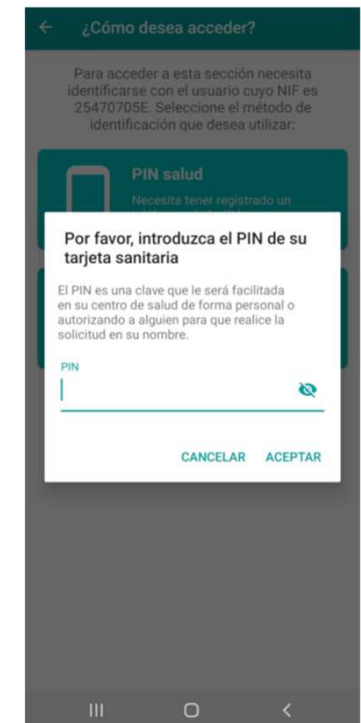 ¿Cómo desea acceder?
Para acceder a esta sección necesita
identificarse con el usuario cuyo NIF es
25470705E. Seleccione el método de
identificación que desea utilizar:
PIN salud
Necesita tener registrado un
Por favor, introduzca el PIN de su
tarjeta sanitaria
El PIN es una clave que le será facilitada
en su centro de salud de forma personal o
autorizando a alguien para que realice la
solicitud en su nombre.
PIN
CANCELAR ACEPTAR